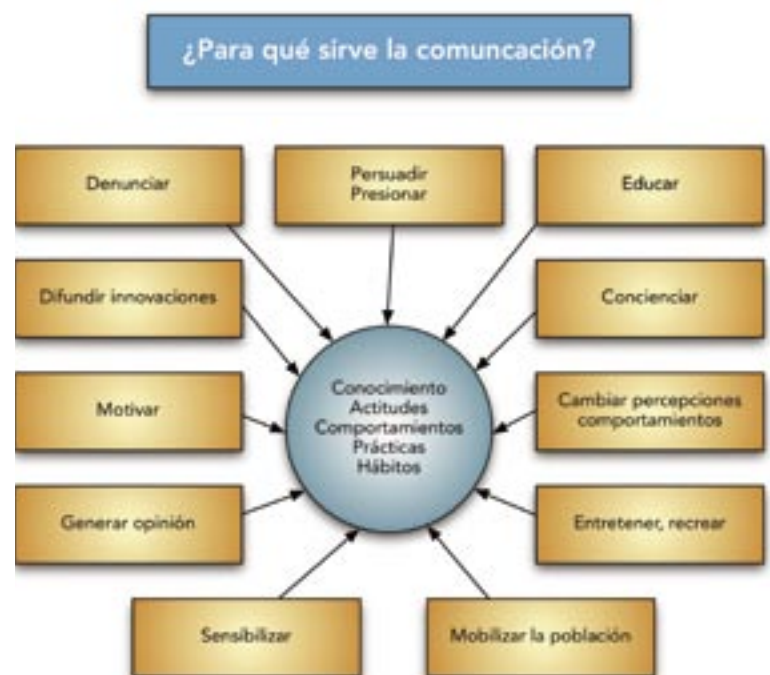 ¿Para qué sirve la comuncación?
Denunciar
Persuadir
Presionar
Educar
Difundir innovaciones
Concienciar
Motivar
Conocimiento
Actitudes
Comportamientos
Prácticas
Hábitos
Cambiar percepciones
comportamientos
Generar opinión
Entretener, recrear
Sensibilizar
Mobilizar la población